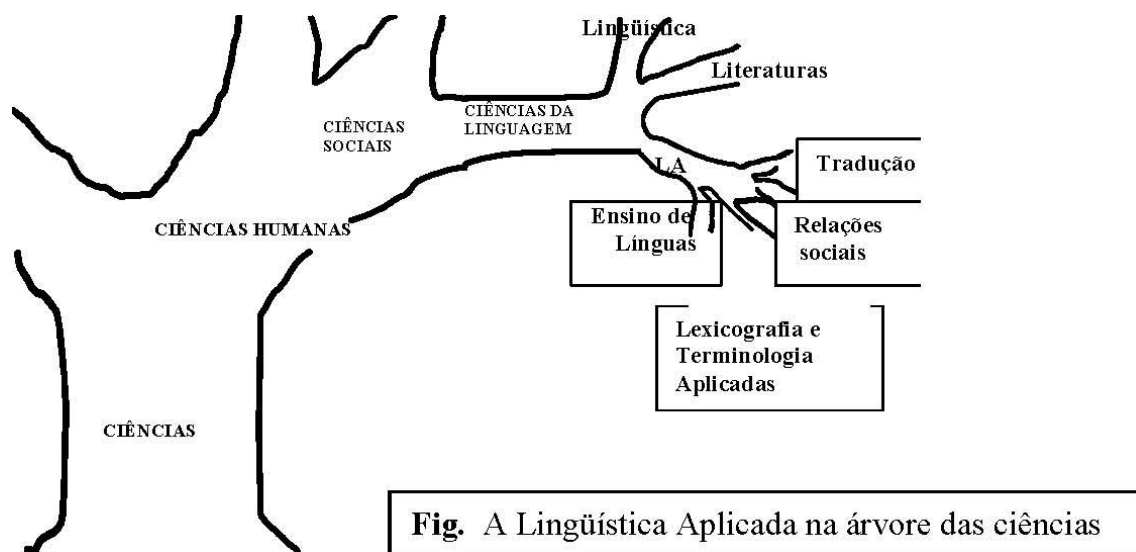 Lingüística
Literaturas
CIÊNCIAS DA
LINGUAGEM
CIÊNCIAS
SOCIAIS
LA
Tradução
CIÊNCIAS HUMANAS
Ensino de
Línguas
Relações
sociais
Lexicografia e
Terminologia
Aplicadas
CIÊNCIAS
Fig. A Lingüística Aplicada na árvore das ciências